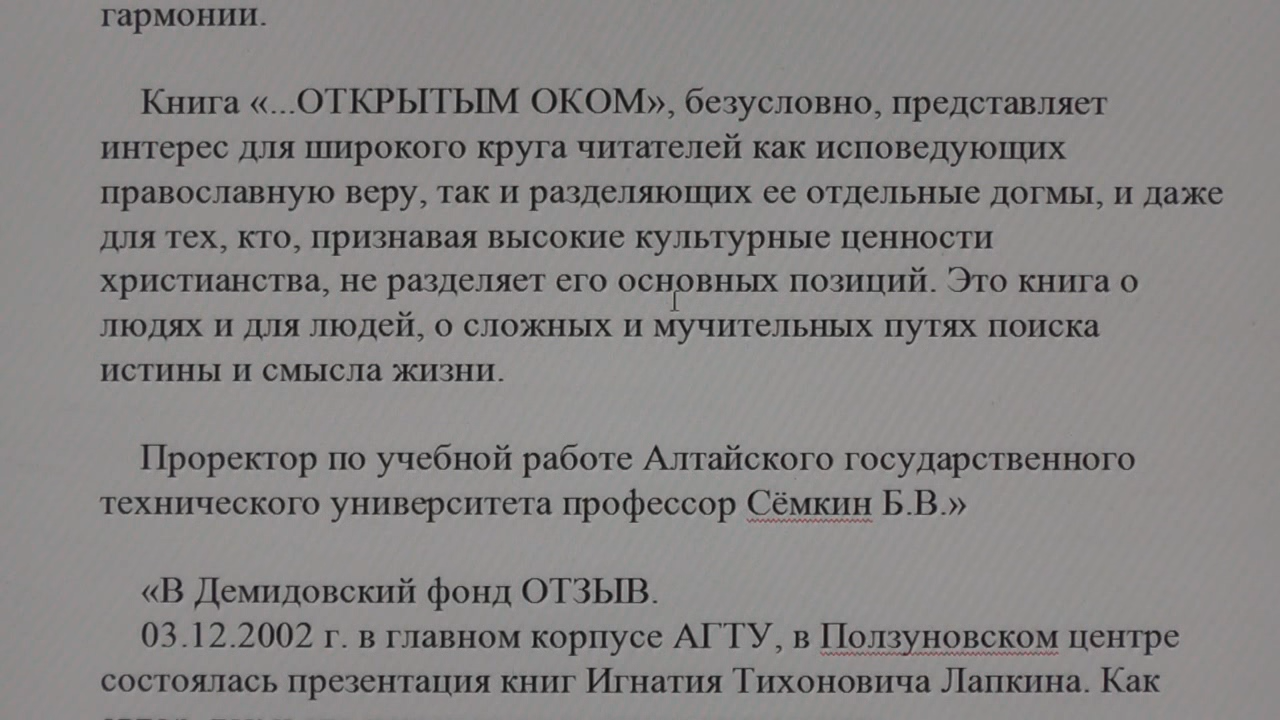 гармонии.
Книга «...ОТКРЫТЫМ ОКОМ», безусловно, представляет
интерес для широкого круга читателей как исповедующих
православную веру, так и разделяющих ее отдельные догмы, и даже
для тех, кто, признавая высокие культурные ценности
христианства, не разделяет его основных позиций. Это книга о
людях и для людей, о сложных и мучительных путях поиска
истины и смысла жизни.
Проректор по учебной работе Алтайского государственного
технического университета профессор Сёмкин Б.В.»
«В Демидовский фонд ОТЗЫВ.
03.12.2002 г. в главном корпусе АГТУ, в Ползуновском центре
состоялась презентация книг Игнатия Тихоновича Лапкина. Как